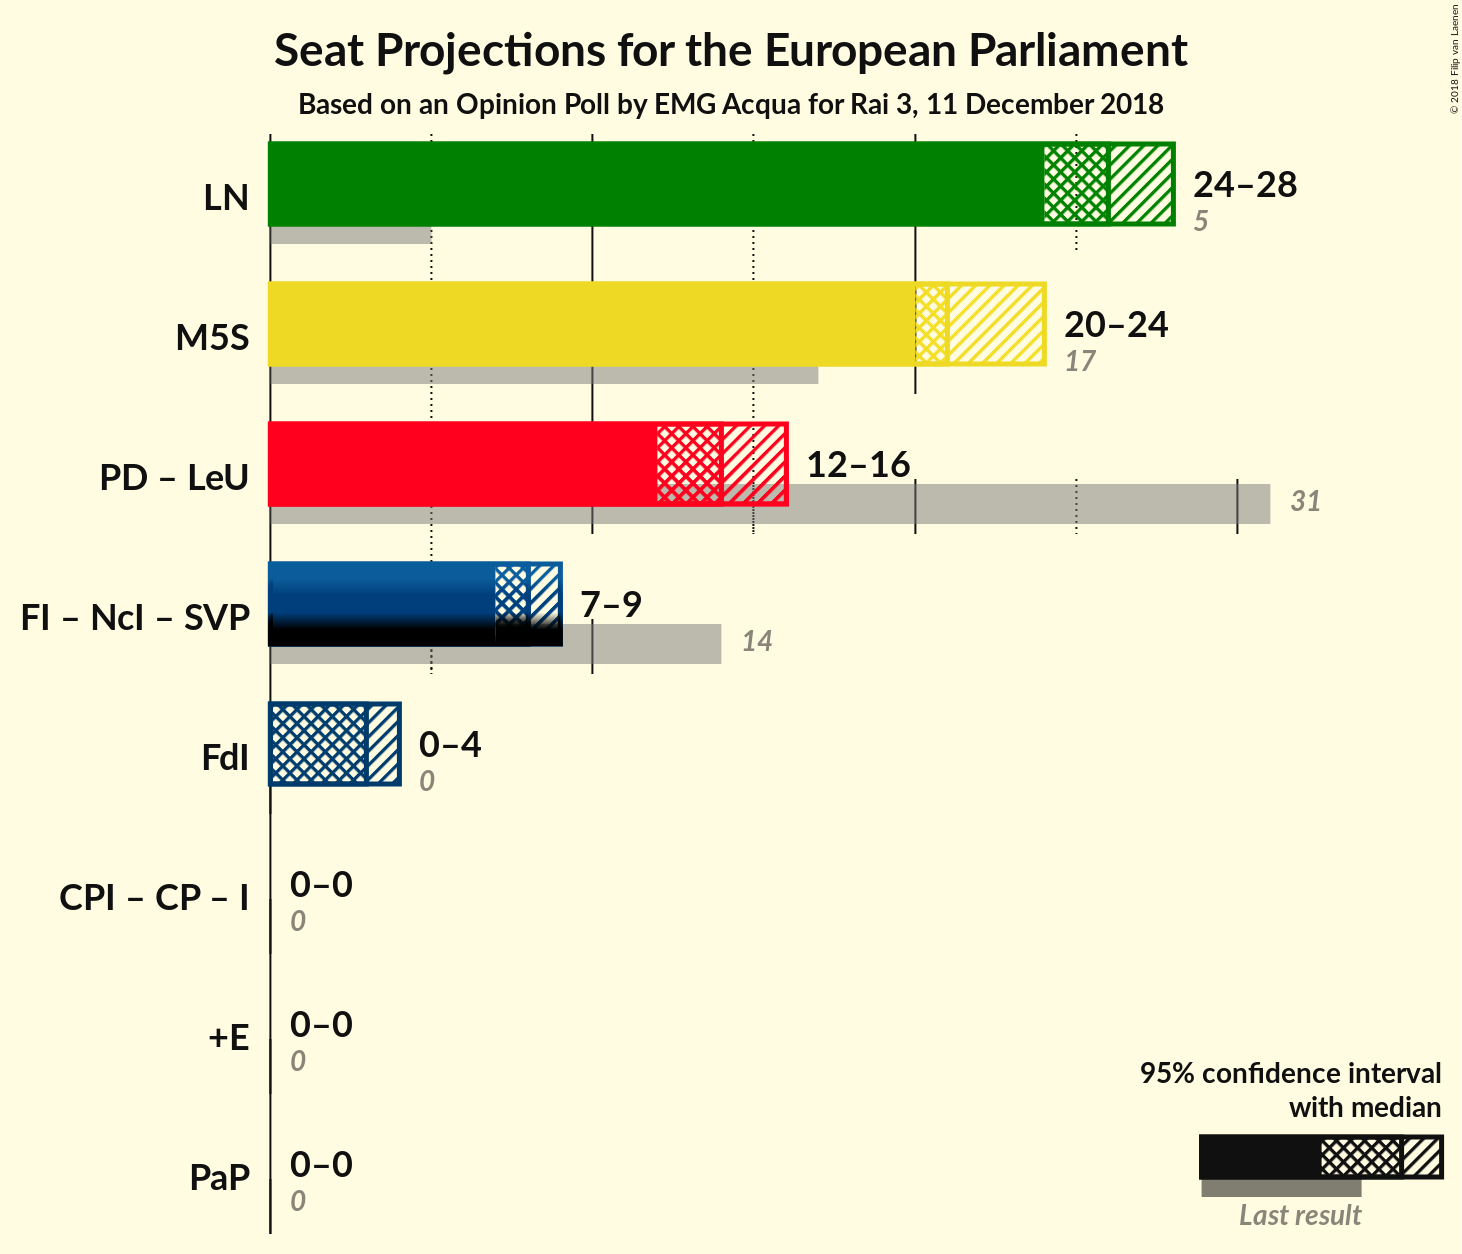 Seat Projections for the European Parliament
Based on an Opinion Poll by EMG Acqua for Rai 3, 11 December 2018
© 2018 Filip van Laenen
LN
24–28
5
M5S
20–24
17
PD – LeU
12–16
31
FI – NcI – SVP
7–9
14
FdI
0–4
0
CPI – CP – I
0–0
0
+E
0–0
0
PaP
0–0
0
95% confidence interval
with median
Last result